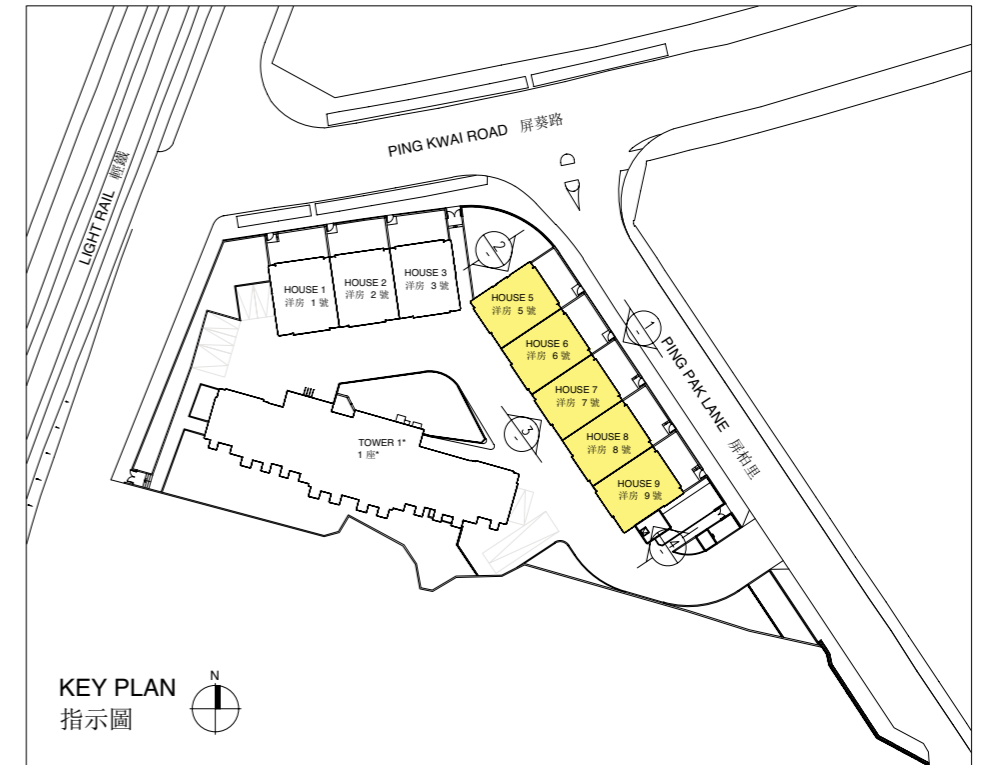 PING KWAI ROAD 屏葵路
LIGHT RAIL 輕鐵
HOUSE 1
洋房 1 號
HOUSE 2
洋房 2 號
HOUSE 3
洋房 3 號
2
-
HOUSE 5
洋房 5 號
HOUSE 6
洋房 6 號
HOUSE 7
洋房 7 號
HOUSE 8
洋房 8 號
HOUSE 9
洋房 9 號
1
-
PING PAK LANE 屏柏里
3
-
4
-
TOWER 1*
1 座*
KEY PLAN
指示圖
N